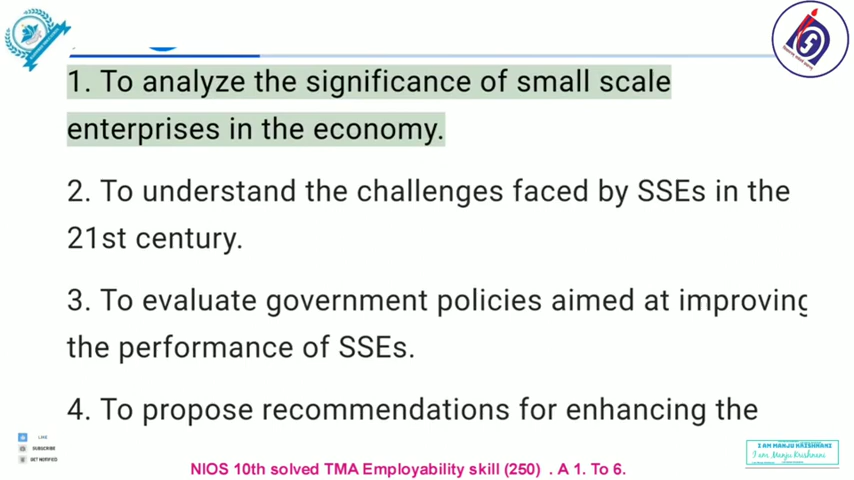 1. To analyze the significance of small scale
enterprises in the economy.
2. To understand the challenges faced by SSEs in the
21st century.
3. To evaluate government policies aimed at improving
the performance of SSEs.
4. To propose recommendations for enhancing the
LIKE
SUBSCRIBE
GET NOTIFIED
I AM MANJU KRISHNANI
I am Manju Krishnani
NIOS 10th solved TMA Employability skill (250) . A 1. To 6.